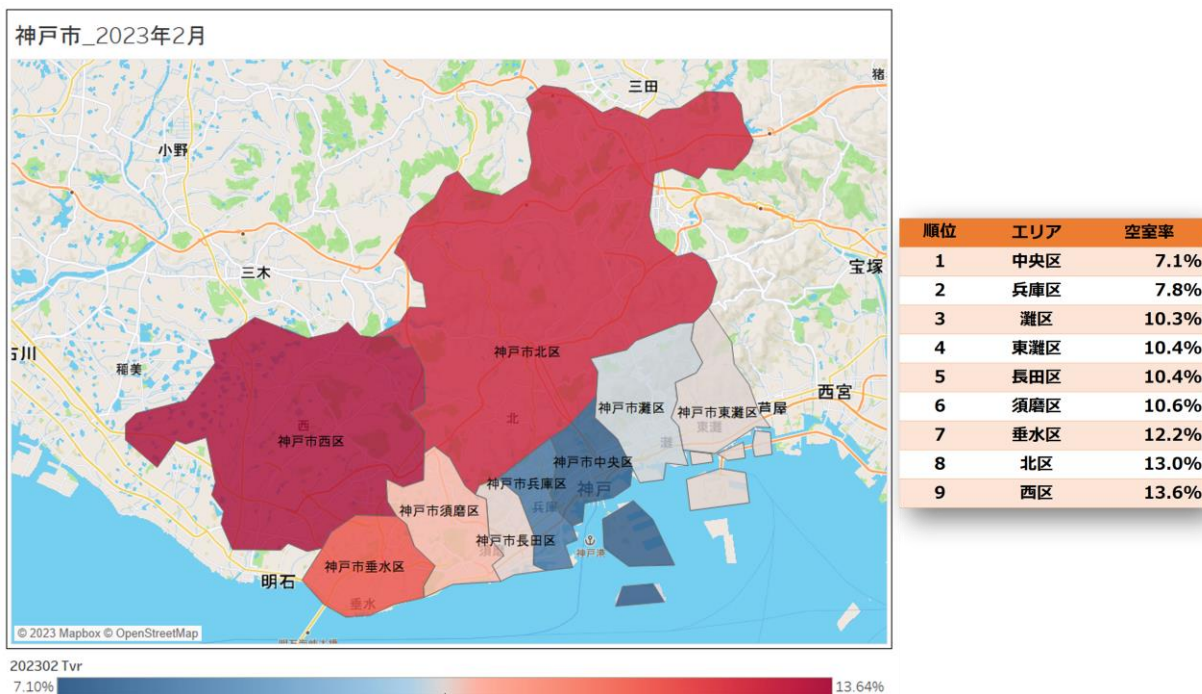 神戸市_2023年2月
猪
三田
小野
三木
宝塚
神戸市北区
石川
稲美
西宮
神戸市灘区
神戸市東灘区
芦屋
北
西
灘
東灘
神戸市西区
神戸市中央区
神戸市兵庫区
神戸
兵庫
神戸市須磨区
神戸市長田区
須磨
神戸港
神戸市垂水区
明石
垂水
© 2023 Mapbox © OpenStreetMap
202302 Tvr
7.10%
13.64%
順位 エリア 空室率
1 中央区 7.1%
2 兵庫区 7.8%
3 灘区 10.3%
4 東灘区 10.4%
5 長田区 10.4%
6 須磨区 10.6%
7 垂水区 12.2%
8 北区 13.0%
9 西区 13.6%